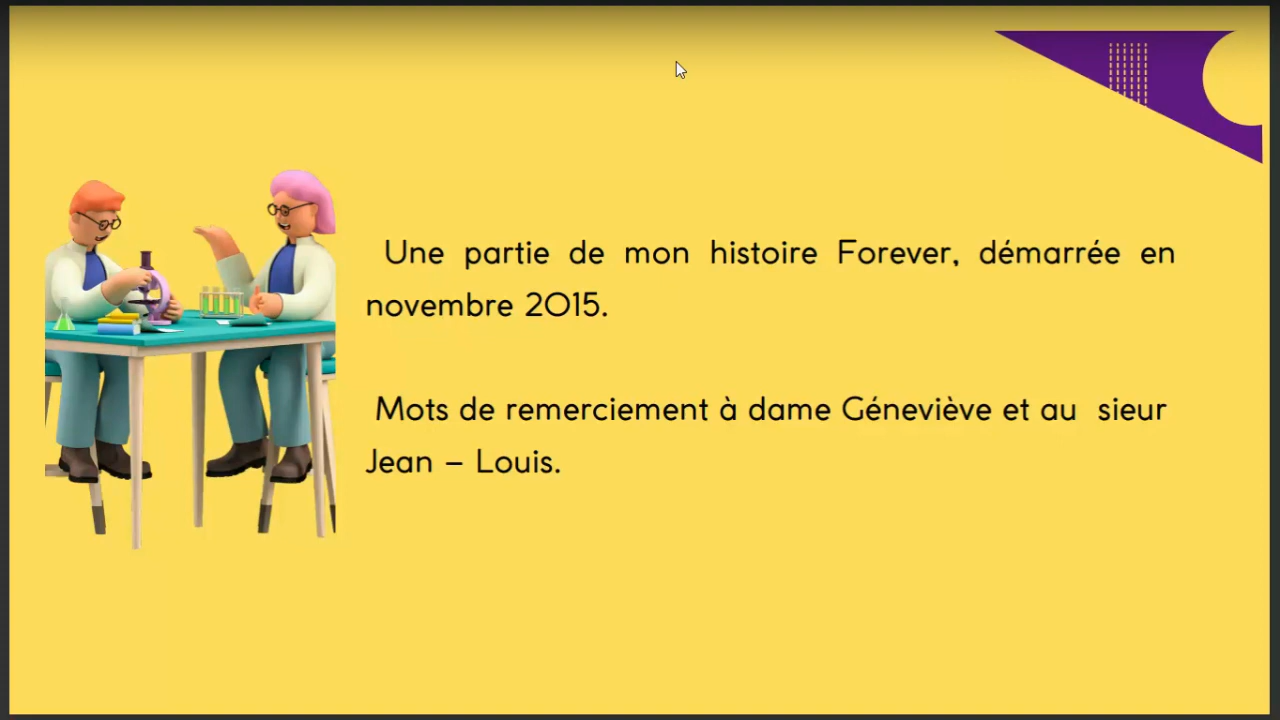 Une partie de mon histoire Forever, démarrée en
novembre 2015.
Mots de remerciement à dame Géneviève et au sieur
Jean – Louis.